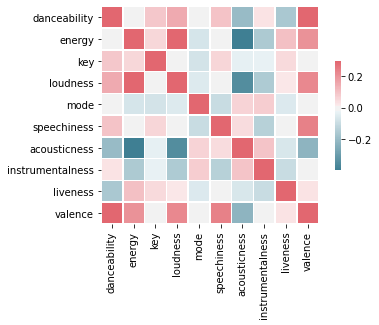 danceability
energy
key
loudness
mode
speechiness
acousticness
instrumentalness
liveness
valence
0.2
0.0
−0.2
danceability
energy
key
loudness
mode
speechiness
acousticness
instrumentalness
liveness
valence